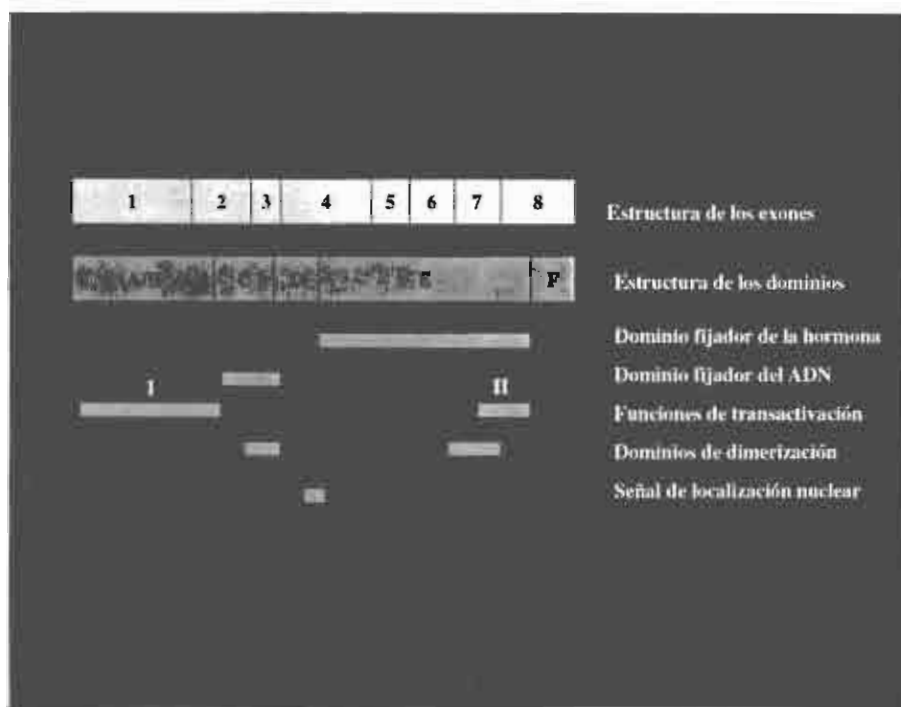 1 2 3 4 5 6 7 8 Estructura de los exones
F Estructura de los dominios
Dominio fijador de la hormona
Dominio fijador del ADN
I II
Funciones de transactivación
Dominios de dimerización
Señal de localización nuclear